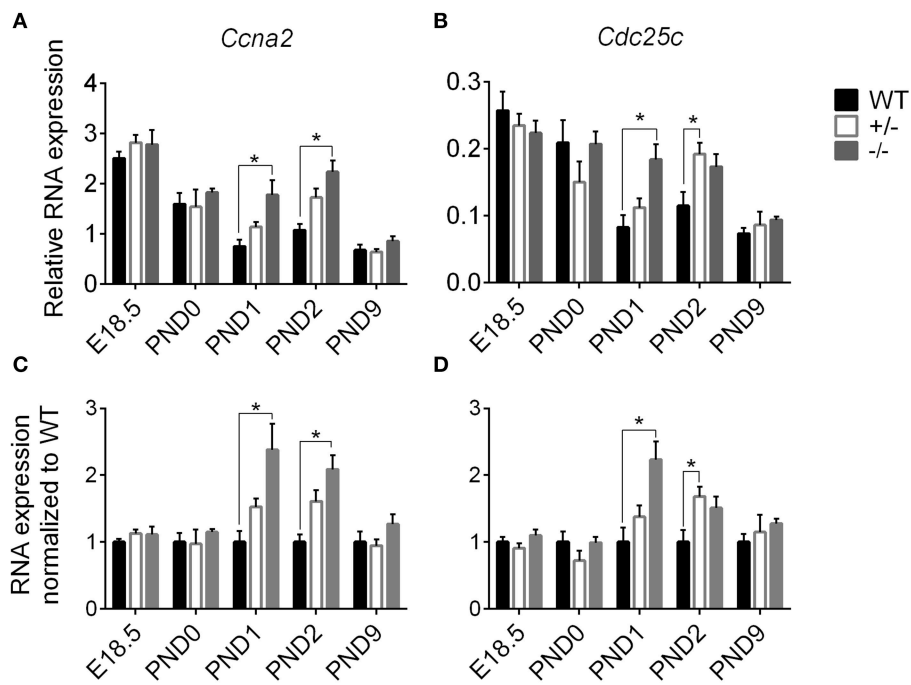 A
Ccna2
Relative RNA expression
4
3
2
1
0
*
*
E18.5
PND0
PND1
PND2
PND9
B
Cdc25c
0.3
0.2
0.1
0.0
*
*
E18.5
PND0
PND1
PND2
PND9
WT
+/-
-/-
C
RNA expression
normalized to WT
3
2
1
0
*
*
E18.5
PND0
PND1
PND2
PND9
D
3
2
1
0
*
*
E18.5
PND0
PND1
PND2
PND9